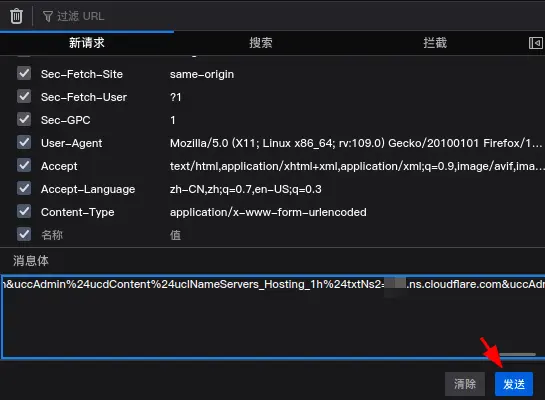 过滤 URL
新请求 搜索 拦截
Sec-Fetch-Site same-origin
Sec-Fetch-User ?1
Sec-GPC 1
User-Agent Mozilla/5.0 (X11; Linux x86_64; rv:109.0) Gecko/20100101 Firefox/1...
Accept text/html,application/xhtml+xml,application/xml;q=0.9,image/avif,ima...
Accept-Language zh-CN,zh;q=0.7,en-US;q=0.3
Content-Type application/x-www-form-urlencoded
名称 值
消息体
&uccAdmin%24ucdContent%24uclNameServers_Hosting_1h%24txtNs2= .ns.cloudflare.com&uccAdm
清除 发送